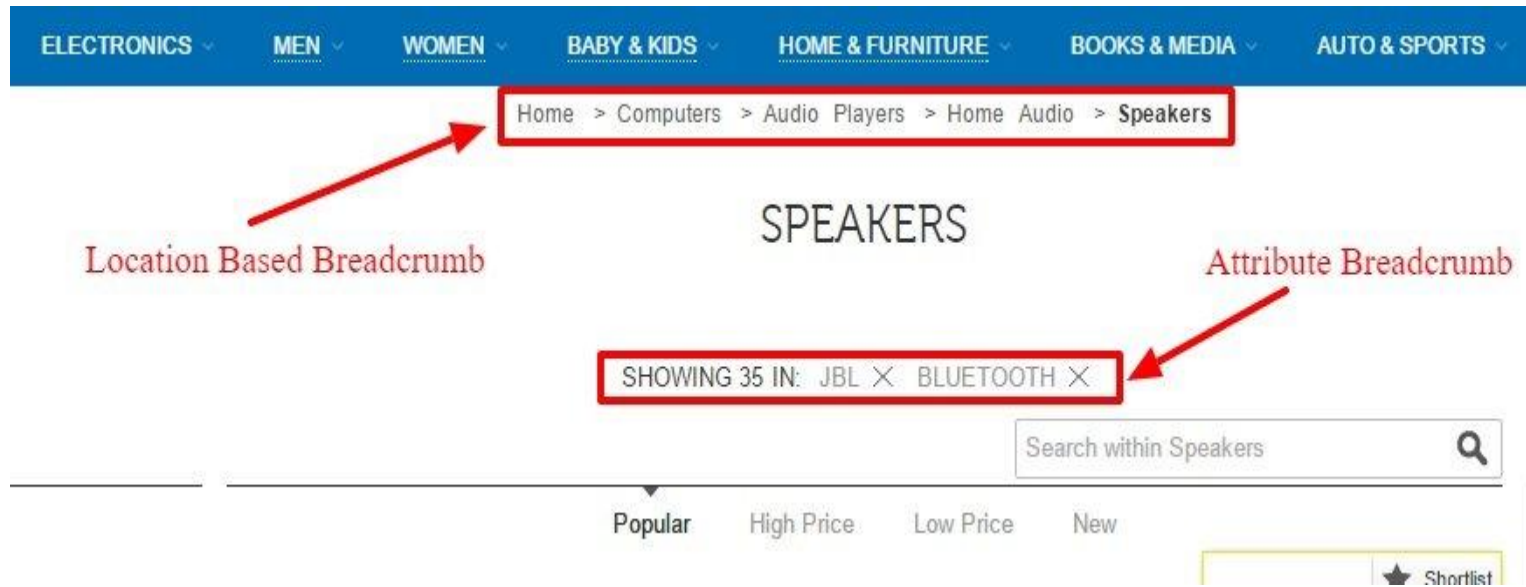 ELECTRONICS MEN WOMEN BABY & KIDS HOME & FURNITURE BOOKS & MEDIA AUTO & SPORTS
Home > Computers > Audio Players > Home Audio > Speakers
SPEAKERS
Location Based Breadcrumb
Attribute Breadcrumb
SHOWING 35 IN: JBL × BLUETOOTH ×
Search within Speakers
Popular High Price Low Price New
Shortlist